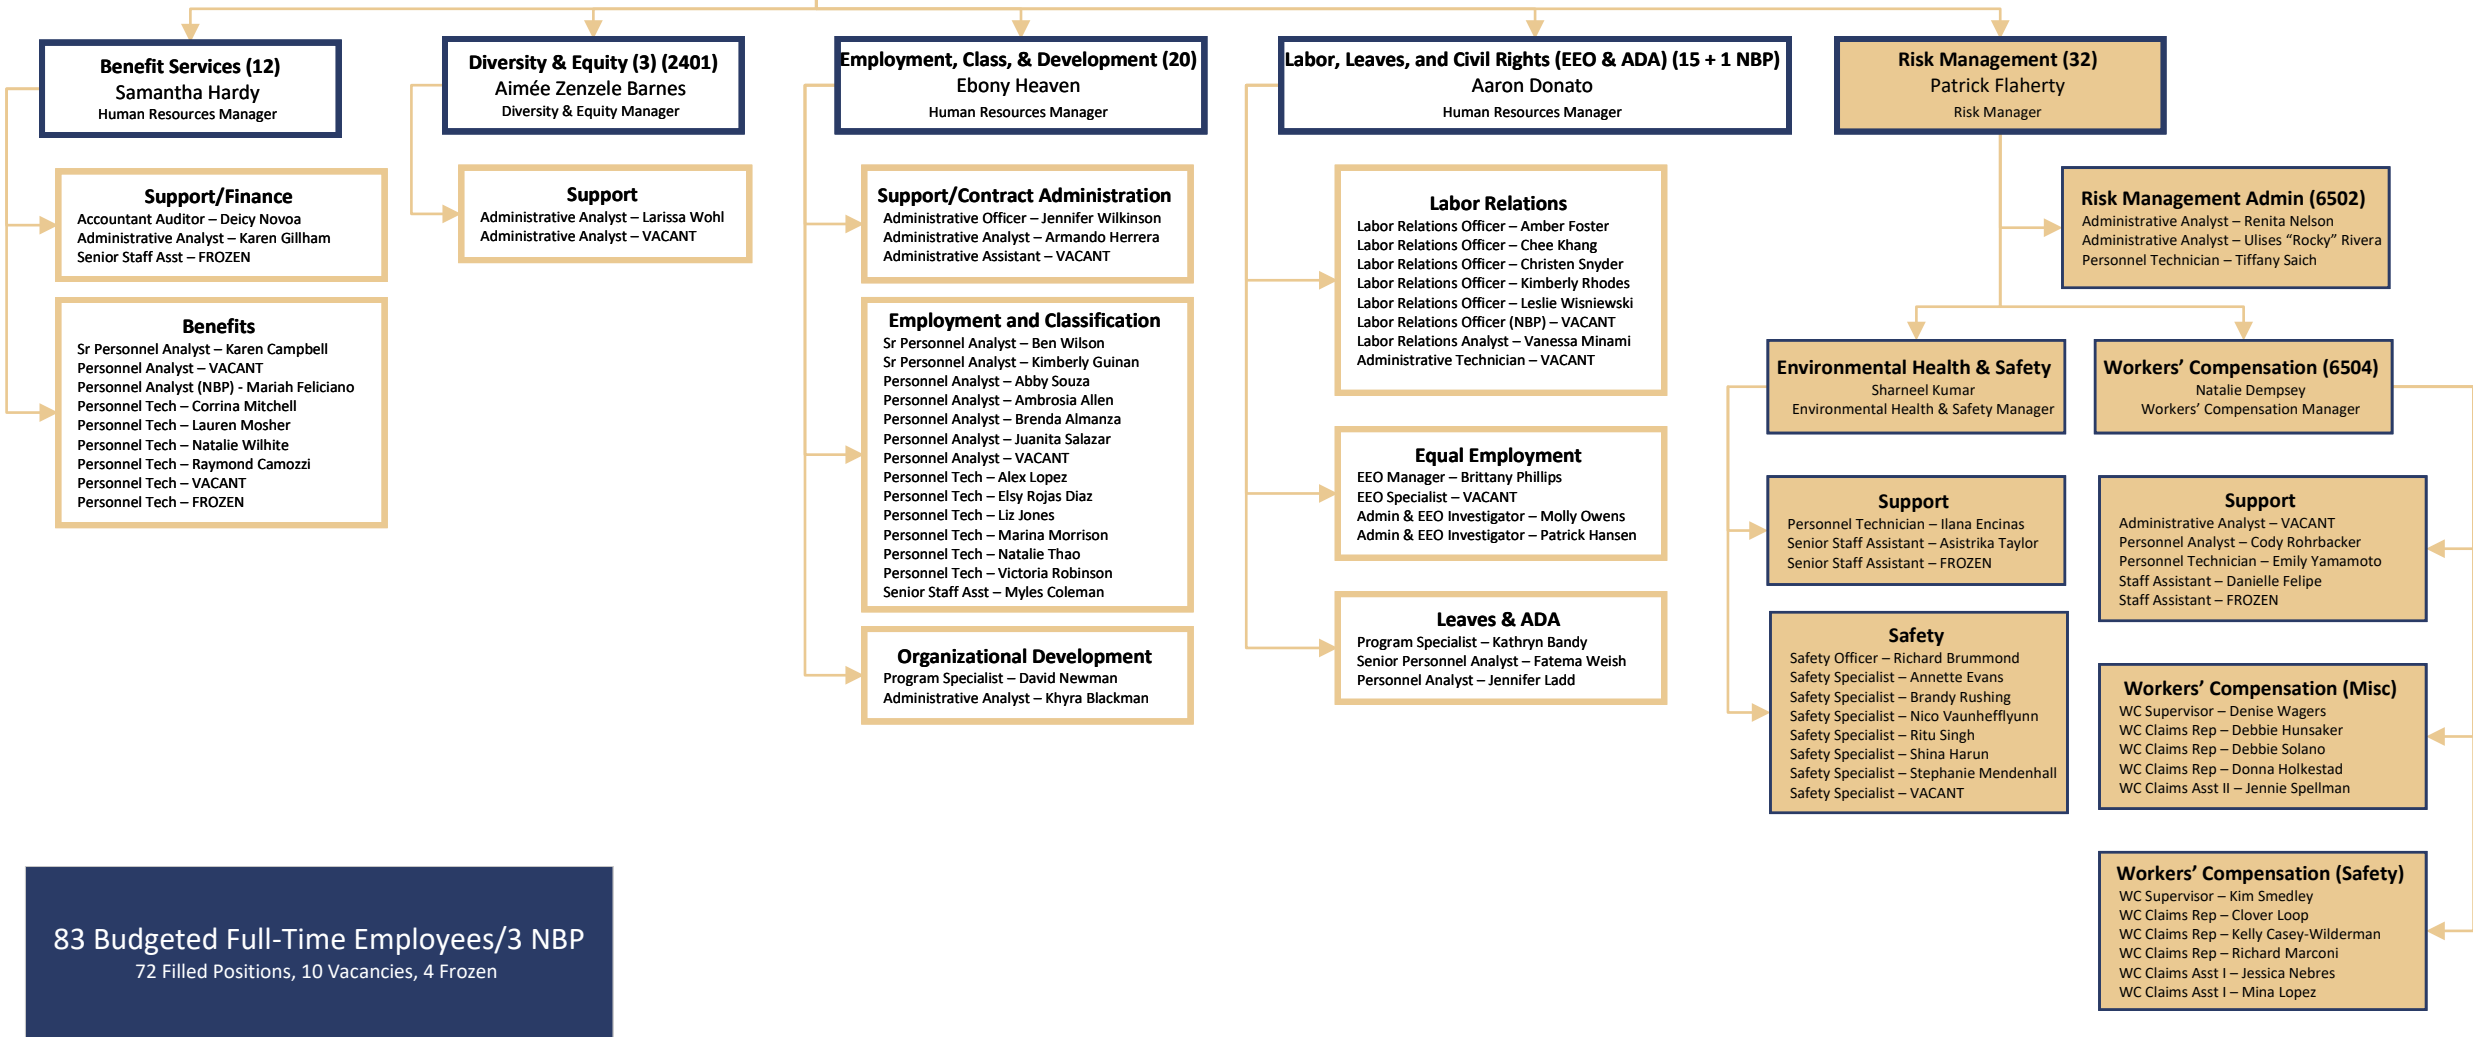 Benefit Services (12)
Samantha Hardy
Human Resources Manager
Support/Finance
Accountant Auditor – Deicy Novoa
Administrative Analyst – Karen Gillham
Senior Staff Asst – FROZEN
Benefits
Sr Personnel Analyst – Karen Campbell
Personnel Analyst – VACANT
Personnel Analyst (NBP) - Mariah Feliciano
Personnel Tech – Corrina Mitchell
Personnel Tech – Lauren Mosher
Personnel Tech – Natalie Wilhite
Personnel Tech – Raymond Camozzi
Personnel Tech – VACANT
Personnel Tech – FROZEN
Diversity & Equity (3) (2401)
Aimée Zenzele Barnes
Diversity & Equity Manager
Support
Administrative Analyst – Larissa Wohl
Administrative Analyst – VACANT
Employment, Class, & Development (20)
Ebony Heaven
Human Resources Manager
Support/Contract Administration
Administrative Officer – Jennifer Wilkinson
Administrative Analyst – Armando Herrera
Administrative Assistant – VACANT
Employment and Classification
Sr Personnel Analyst – Ben Wilson
Sr Personnel Analyst – Kimberly Guinan
Personnel Analyst – Abby Souza
Personnel Analyst – Ambrosia Allen
Personnel Analyst – Brenda Almanza
Personnel Analyst – Juanita Salazar
Personnel Analyst – VACANT
Personnel Tech – Alex Lopez
Personnel Tech – Elsy Rojas Diaz
Personnel Tech – Liz Jones
Personnel Tech – Marina Morrison
Personnel Tech – Natalie Thao
Personnel Tech – Victoria Robinson
Senior Staff Asst – Myles Coleman
Organizational Development
Program Specialist – David Newman
Administrative Analyst – Khyra Blackman
Labor, Leaves, and Civil Rights (EEO & ADA) (15 + 1 NBP)
Aaron Donato
Human Resources Manager
Labor Relations
Labor Relations Officer – Amber Foster
Labor Relations Officer – Chee Khang
Labor Relations Officer – Christen Snyder
Labor Relations Officer – Kimberly Rhodes
Labor Relations Officer – Leslie Wisniewski
Labor Relations Officer (NBP) – VACANT
Labor Relations Analyst – Vanessa Minami
Administrative Technician – VACANT
Equal Employment
EEO Manager – Brittany Phillips
EEO Specialist – VACANT
Admin & EEO Investigator – Molly Owens
Admin & EEO Investigator – Patrick Hansen
Leaves & ADA
Program Specialist – Kathryn Bandy
Senior Personnel Analyst – Fatema Weish
Personnel Analyst – Jennifer Ladd
Risk Management (32)
Patrick Flaherty
Risk Manager
Risk Management Admin (6502)
Administrative Analyst – Renita Nelson
Administrative Analyst – Ulises “Rocky” Rivera
Personnel Technician – Tiffany Saich
Environmental Health & Safety
Sharneel Kumar
Environmental Health & Safety Manager
Support
Personnel Technician – Ilana Encinas
Senior Staff Assistant – Asistrika Taylor
Senior Staff Assistant – FROZEN
Safety
Safety Officer – Richard Brummond
Safety Specialist – Annette Evans
Safety Specialist – Brandy Rushing
Safety Specialist – Nico Vaunhefflyunn
Safety Specialist – Ritu Singh
Safety Specialist – Shina Harun
Safety Specialist – Stephanie Mendenhall
Safety Specialist – VACANT
Workers’ Compensation (6504)
Natalie Dempsey
Workers’ Compensation Manager
Support
Administrative Analyst – VACANT
Personnel Analyst – Cody Rohrbacker
Personnel Technician – Emily Yamamoto
Staff Assistant – Danielle Felipe
Staff Assistant – FROZEN
Workers’ Compensation (Misc)
WC Supervisor – Denise Wagers
WC Claims Rep – Debbie Hunsaker
WC Claims Rep – Debbie Solano
WC Claims Rep – Donna Holkestad
WC Claims Asst II – Jennie Spellman
Workers’ Compensation (Safety)
WC Supervisor – Kim Smedley
WC Claims Rep – Clover Loop
WC Claims Rep – Kelly Casey-Wilderman
WC Claims Rep – Richard Marconi
WC Claims Asst I – Jessica Nebres
WC Claims Asst I – Mina Lopez
83 Budgeted Full-Time Employees/3 NBP
72 Filled Positions, 10 Vacancies, 4 Frozen